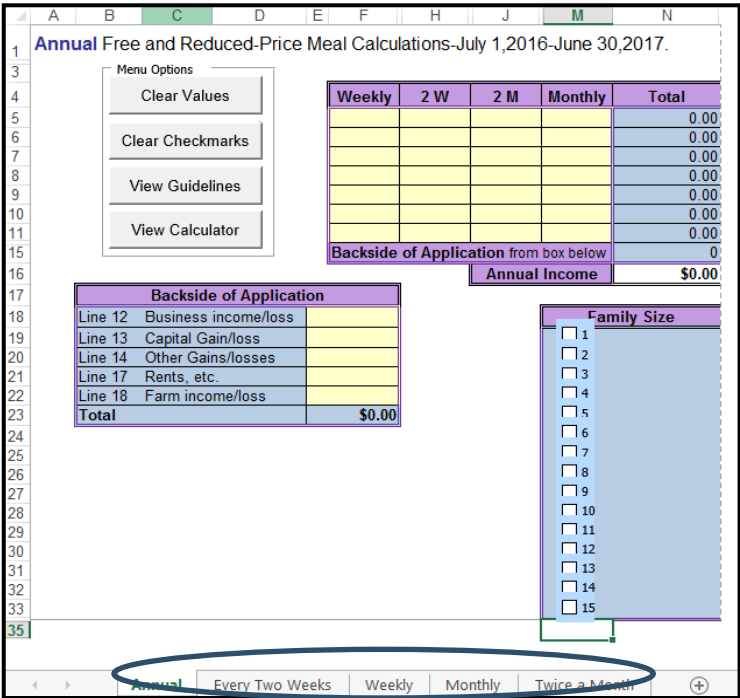 A B C D E F H J M N
1 Annual Free and Reduced-Price Meal Calculations-July 1,2016-June 30,2017.
3 Menu Options
4 Clear Values Weekly 2 W 2 M Monthly Total
5 0.00
6 Clear Checkmarks 0.00
7 0.00
8 View Guidelines 0.00
9 0.00
10 View Calculator 0.00
11 0.00
15 Backside of Application from box below 0
16 Annual Income $0.00
17 Backside of Application
18 Line 12 Business income/loss Family Size
19 Line 13 Capital Gain/loss 1
20 Line 14 Other Gains/losses 2
21 Line 17 Rents, etc. 3
22 Line 18 Farm income/loss 4
23 Total $0.00 5
24 6
25 7
26 8
27 9
28 10
29 11
30 12
31 13
32 14
33 15
35
Annual Every Two Weeks Weekly Monthly Twice a Month